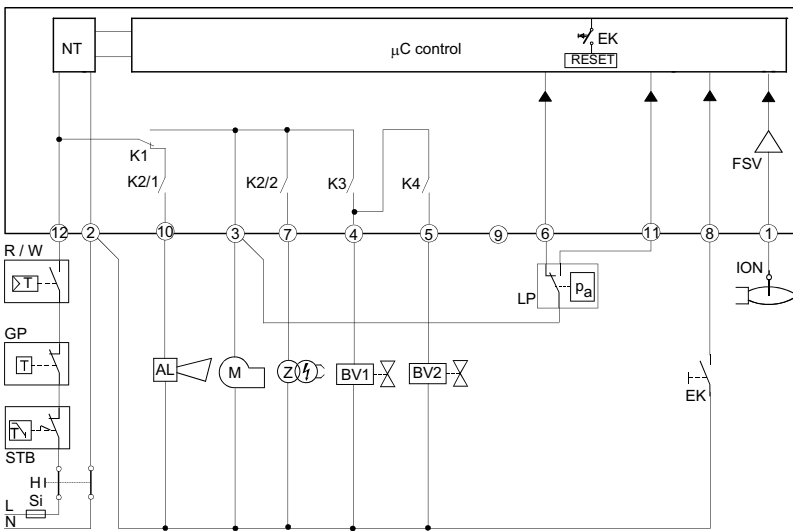 NT
µC control
EK
RESET
K1
K2/1
K2/2
K3
K4
FSV
12
2
10
3
7
4
5
9
6
11
8
1
R / W
T
LP
pa
ION
GP
T
AL
M
Z
BV1
BV2
EK
T
STB
H
Si
L
N